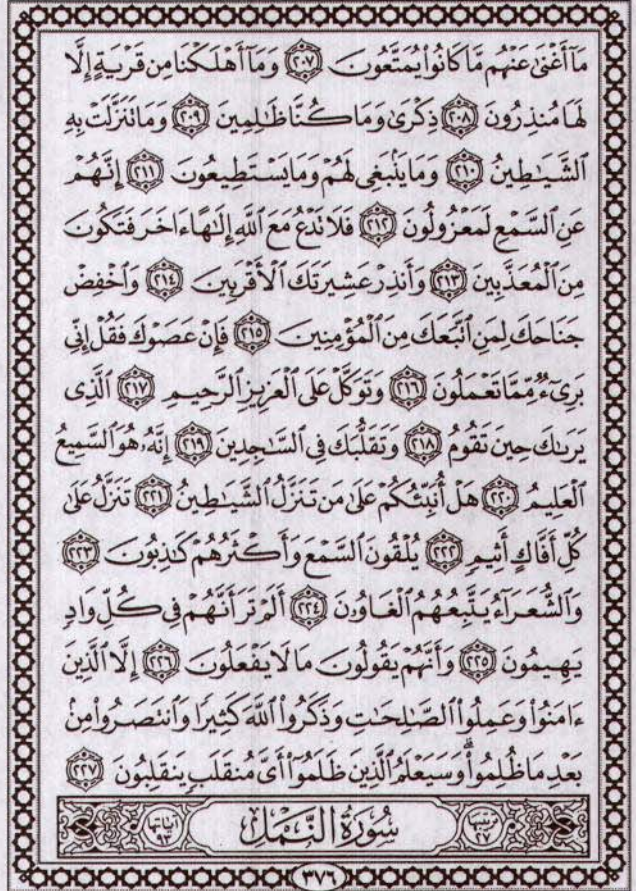 مَآ أَغْنَىٰ عَنْهُم مَّا كَانُوا۟ يُمَتَّعُونَ ۝٢٠٧ وَمَآ أَهْلَكْنَا مِن قَرْيَةٍ إِلَّا
لَهَا مُنذِرُونَ ۝٢٠٨ ذِكْرَىٰ وَمَا كُنَّا ظَـٰلِمِينَ ۝٢٠٩ وَمَا تَنَزَّلَتْ بِهِ
ٱلشَّيَـٰطِينُ ۝٢١٠ وَمَا يَنۢبَغِى لَهُمْ وَمَا يَسْتَطِيعُونَ ۝٢١١ إِنَّهُمْ
عَنِ ٱلسَّمْعِ لَمَعْزُولُونَ ۝٢١٢ فَلَا تَدْعُ مَعَ ٱللَّهِ إِلَـٰهًا ءَاخَرَ فَتَكُونَ
مِنَ ٱلْمُعَذَّبِينَ ۝٢١٣ وَأَنذِرْ عَشِيرَتَكَ ٱلْأَقْرَبِينَ ۝٢١٤ وَٱخْفِضْ
جَنَاحَكَ لِمَنِ ٱتَّبَعَكَ مِنَ ٱلْمُؤْمِنِينَ ۝٢١٥ فَإِنْ عَصَوْكَ فَقُلْ إِنِّى
بَرِىٓءٌ مِّمَّا تَعْمَلُونَ ۝٢١٦ وَتَوَكَّلْ عَلَى ٱلْعَزِيزِ ٱلرَّحِيمِ ۝٢١٧ ٱلَّذِى
يَرَىٰكَ حِينَ تَقُومُ ۝٢١٨ وَتَقَلُّبَكَ فِى ٱلسَّـٰجِدِينَ ۝٢١٩ إِنَّهُۥ هُوَ ٱلسَّمِيعُ
ٱلْعَلِيمُ ۝٢٢٠ هَلْ أُنَبِّئُكُمْ عَلَىٰ مَن تَنَزَّلُ ٱلشَّيَـٰطِينُ ۝٢٢١ تَنَزَّلُ عَلَىٰ
كُلِّ أَفَّاكٍ أَثِيمٍ ۝٢٢٢ يُلْقُونَ ٱلسَّمْعَ وَأَكْثَرُهُمْ كَـٰذِبُونَ ۝٢٢٣
وَٱلشُّعَرَآءُ يَتَّبِعُهُمُ ٱلْغَاوُۥنَ ۝٢٢٤ أَلَمْ تَرَ أَنَّهُمْ فِى كُلِّ وَادٍ
يَهِيمُونَ ۝٢٢٥ وَأَنَّهُمْ يَقُولُونَ مَا لَا يَفْعَلُونَ ۝٢٢٦ إِلَّا ٱلَّذِينَ
ءَامَنُوا۟ وَعَمِلُوا۟ ٱلصَّـٰلِحَـٰتِ وَذَكَرُوا۟ ٱللَّهَ كَثِيرًا وَٱنتَصَرُوا۟ مِنۢ
بَعْدِ مَا ظُلِمُوا۟ ۗ وَسَيَعْلَمُ ٱلَّذِينَ ظَلَمُوٓا۟ أَىَّ مُنقَلَبٍ يَنقَلِبُونَ ۝٢٢٧
ترتيبها ٢٧ سُورَةُ النَّمْلِ آياتها ٩٣
٣٧٦